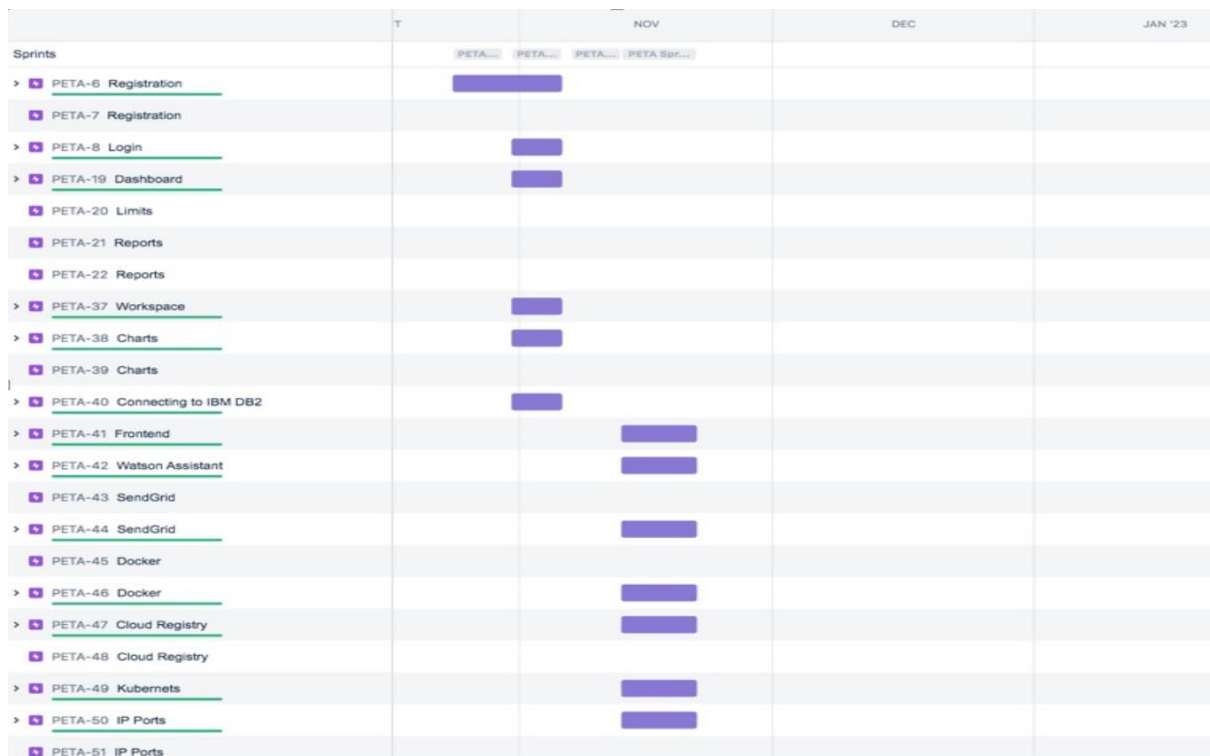 T NOV DEC JAN '23
Sprints PETA... PETA... PETA... PETA Spr...
PETA-6 Registration
PETA-7 Registration
PETA-8 Login
PETA-19 Dashboard
PETA-20 Limits
PETA-21 Reports
PETA-22 Reports
PETA-37 Workspace
PETA-38 Charts
PETA-39 Charts
PETA-40 Connecting to IBM DB2
PETA-41 Frontend
PETA-42 Watson Assistant
PETA-43 SendGrid
PETA-44 SendGrid
PETA-45 Docker
PETA-46 Docker
PETA-47 Cloud Registry
PETA-48 Cloud Registry
PETA-49 Kubernets
PETA-50 IP Ports
PETA-51 IP Ports